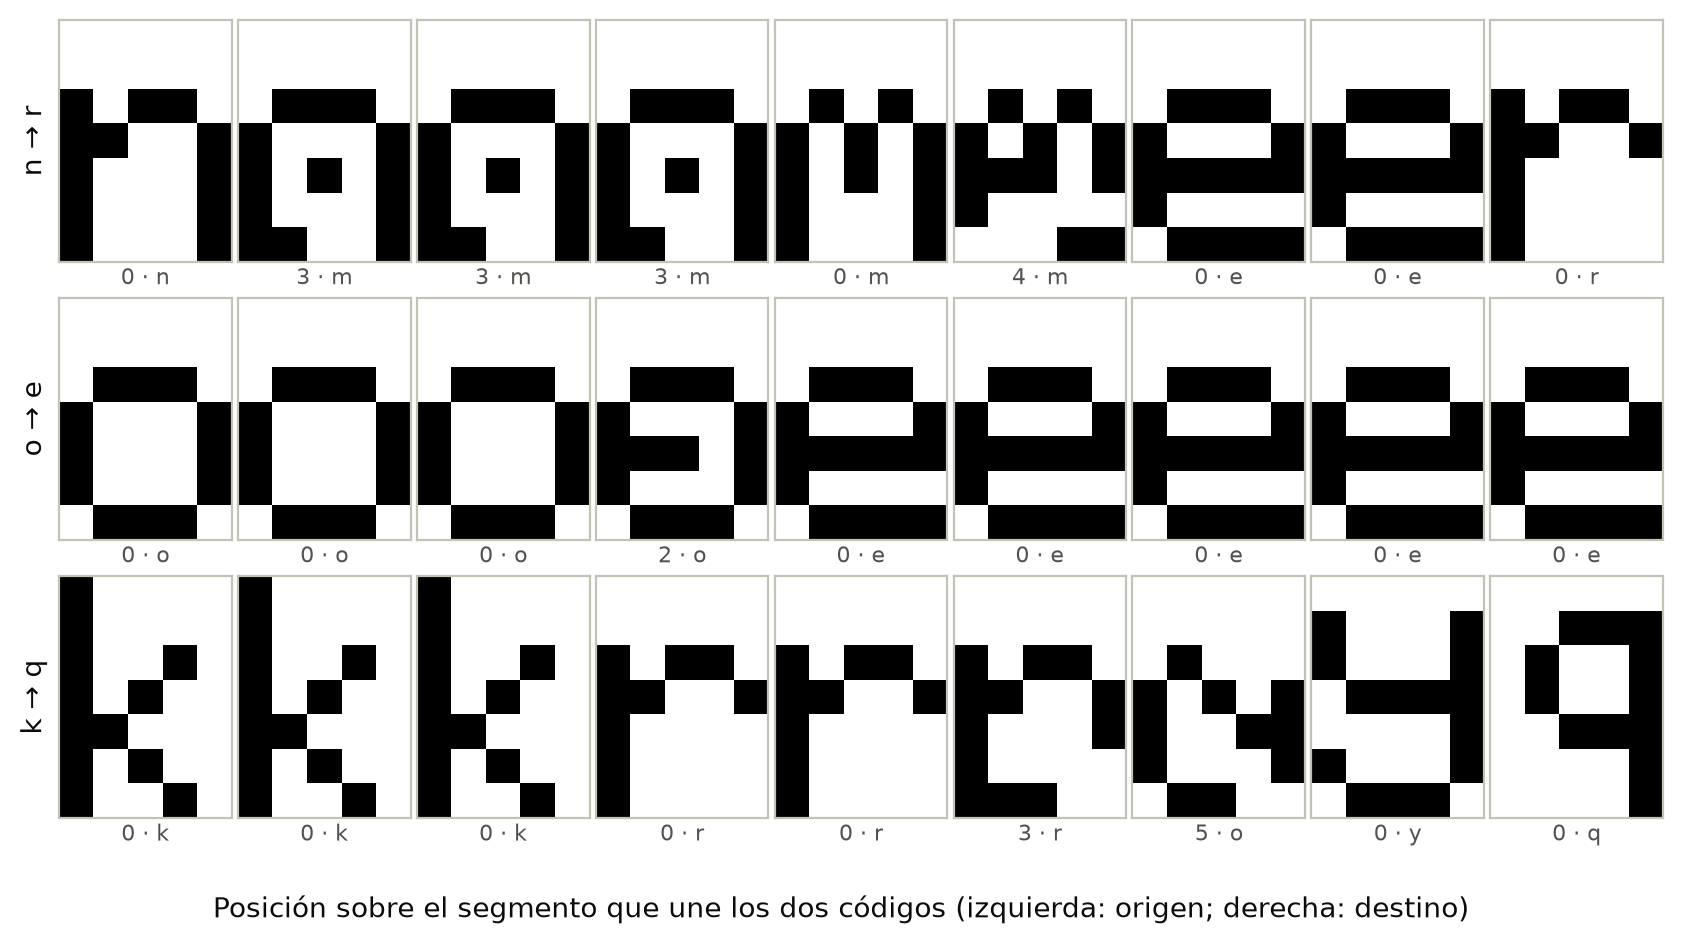 n → r
0 · n 3 · m 3 · m 3 · m 0 · m 4 · m 0 · e 0 · e 0 · r
o → e
0 · o 0 · o 0 · o 2 · o 0 · e 0 · e 0 · e 0 · e 0 · e
k → q
0 · k 0 · k 0 · k 0 · r 0 · r 3 · r 5 · o 0 · y 0 · q
Posición sobre el segmento que une los dos códigos (izquierda: origen; derecha: destino)